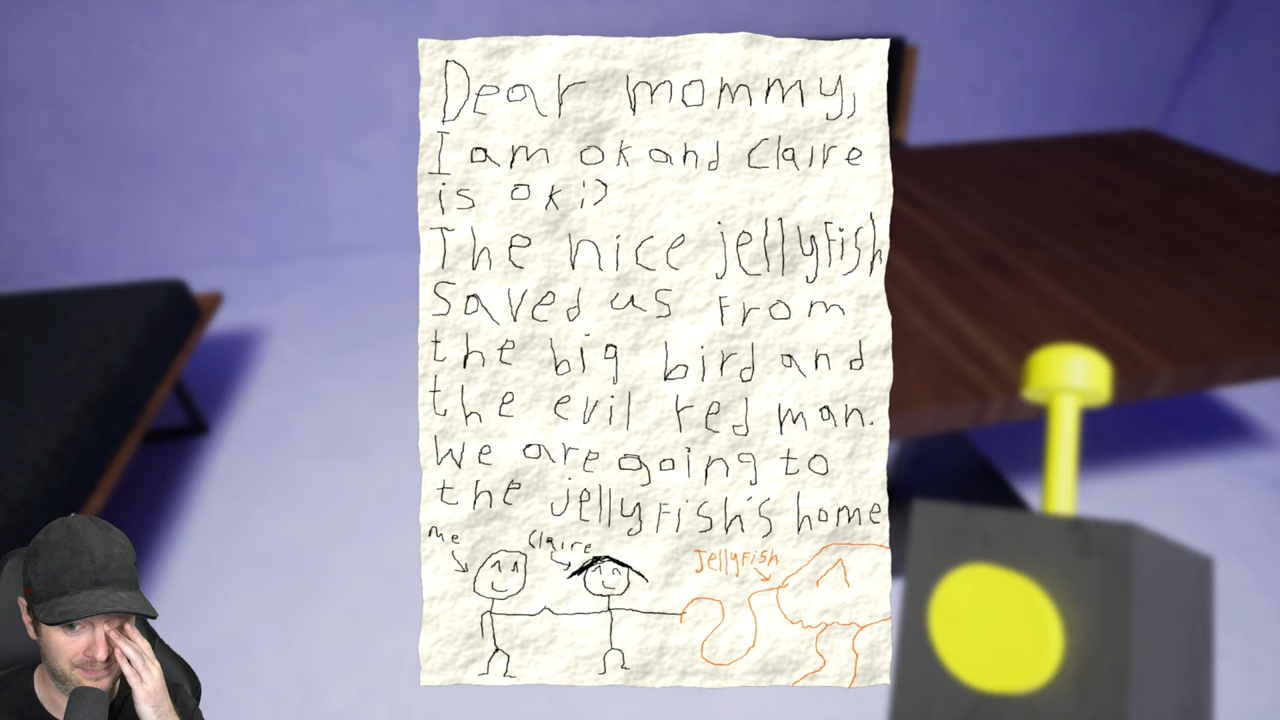 Dear mommy,
I am ok and Claire
is ok :)
The nice jellyfish
saved us from
the big bird and
the evil red man.
We are going to
the jellyfish's home
Me
Claire
Jellyfish